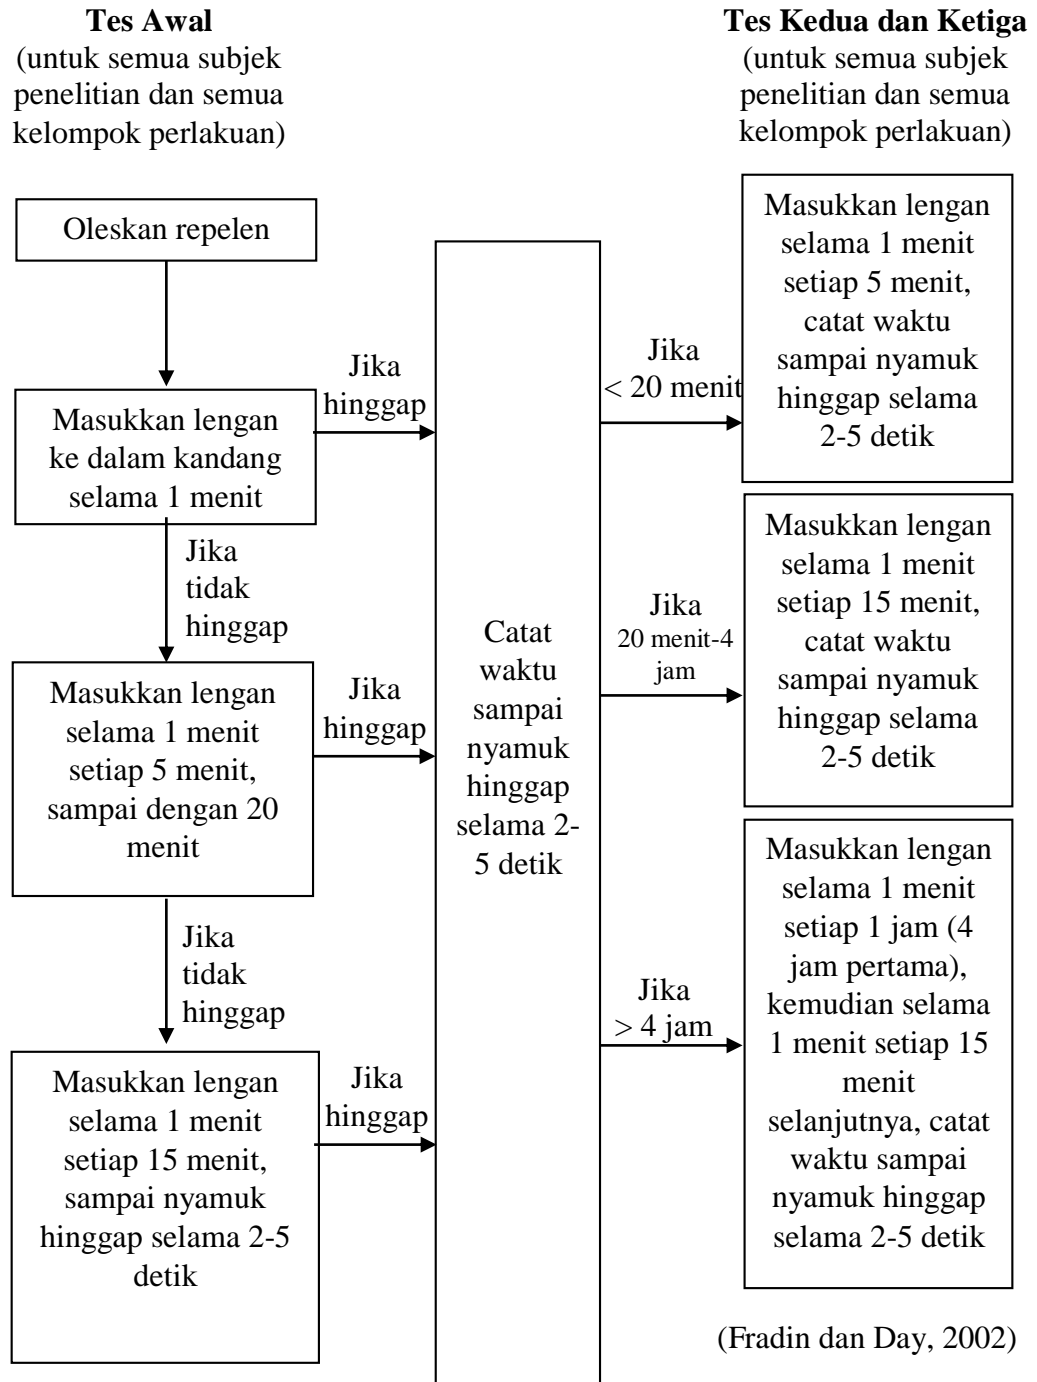 Tes Awal
(untuk semua subjek
penelitian dan semua
kelompok perlakuan)
Oleskan repelen
Masukkan lengan
ke dalam kandang
selama 1 menit
Jika
hinggap
Jika
tidak
hinggap
Masukkan lengan
selama 1 menit
setiap 5 menit,
sampai dengan 20
menit
Jika
hinggap
Jika
tidak
hinggap
Masukkan lengan
selama 1 menit
setiap 15 menit,
sampai nyamuk
hinggap selama 2-5
detik
Jika
hinggap
Catat
waktu
sampai
nyamuk
hinggap
selama 2-
5 detik
Tes Kedua dan Ketiga
(untuk semua subjek
penelitian dan semua
kelompok perlakuan)
Jika
< 20 menit
Masukkan lengan
selama 1 menit
setiap 5 menit,
catat waktu
sampai nyamuk
hinggap selama
2-5 detik
Jika
20 menit-4
jam
Masukkan lengan
selama 1 menit
setiap 15 menit,
catat waktu
sampai nyamuk
hinggap selama
2-5 detik
Jika
> 4 jam
Masukkan lengan
selama 1 menit
setiap 1 jam (4
jam pertama),
kemudian selama
1 menit setiap 15
menit
selanjutnya, catat
waktu sampai
nyamuk hinggap
selama 2-5 detik
(Fradin dan Day, 2002)